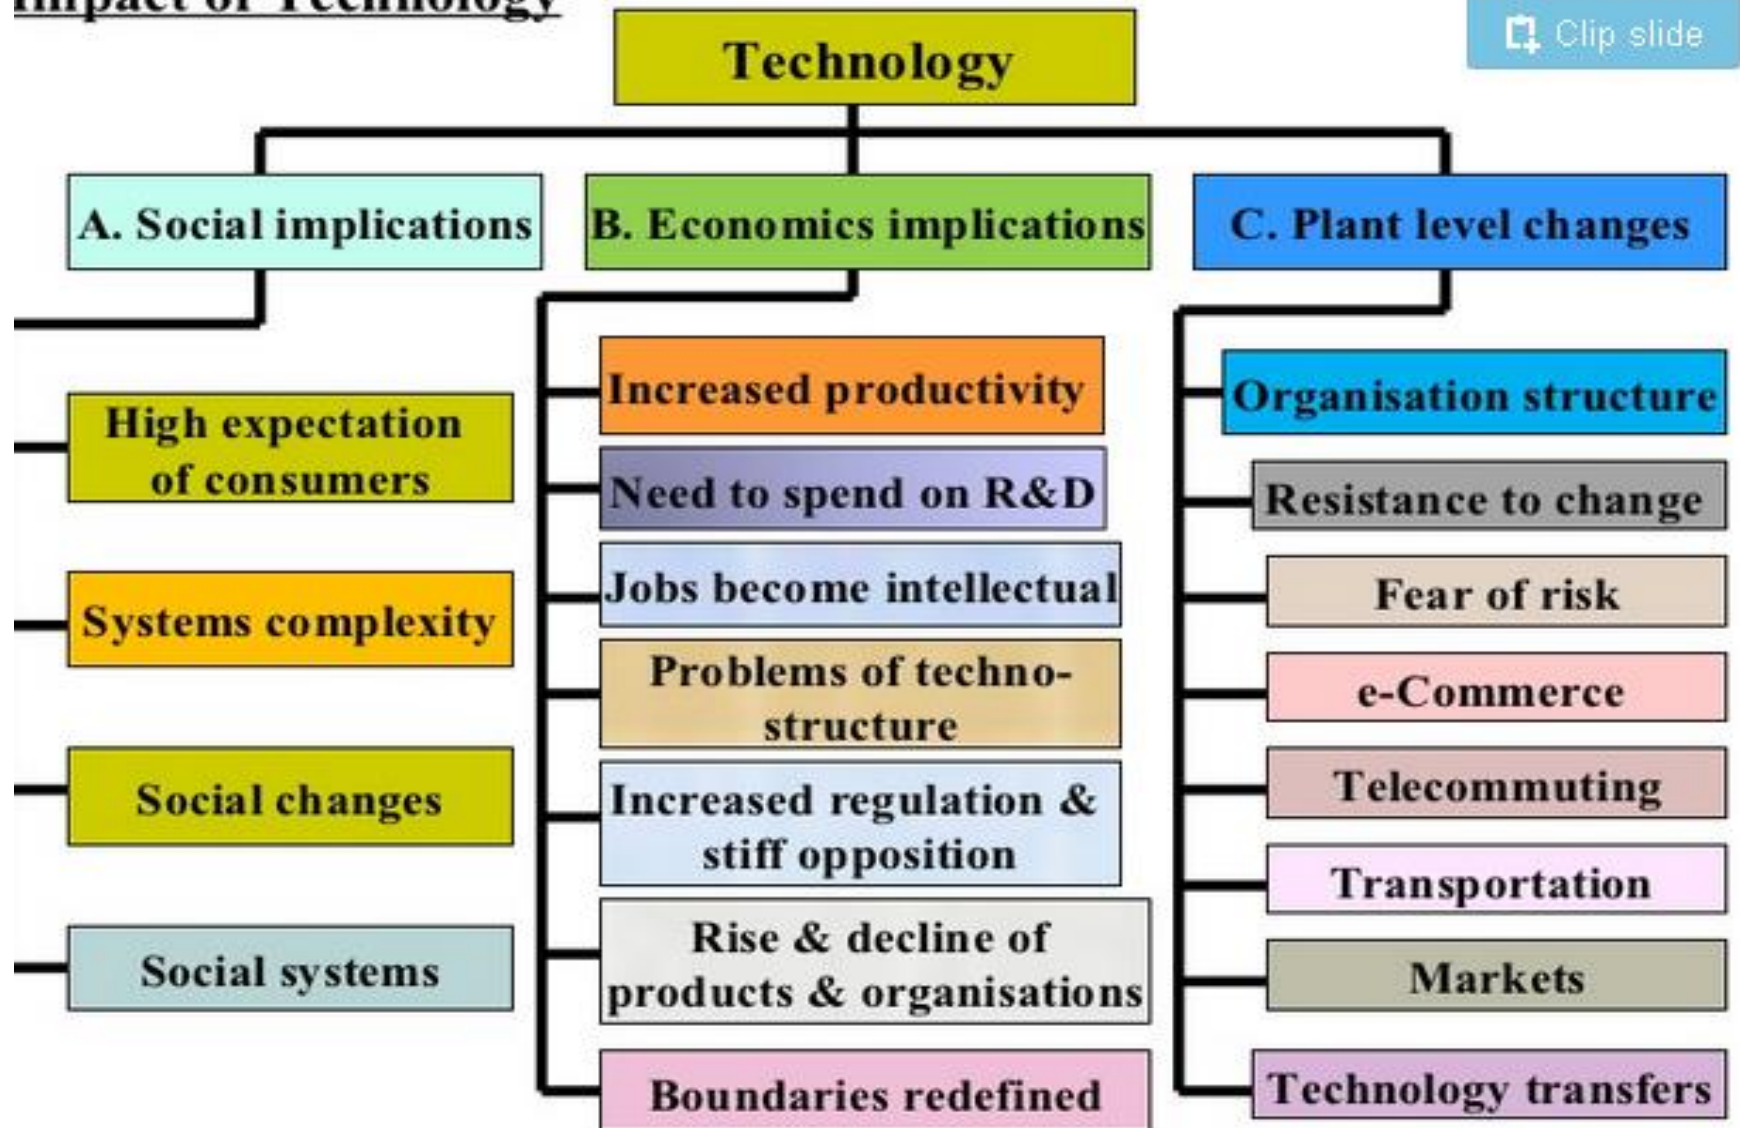 Impact of Technology
Clip slide
Technology
A. Social implications
B. Economics implications
C. Plant level changes
High expectation
of consumers
Systems complexity
Social changes
Social systems
Increased productivity
Need to spend on R&D
Jobs become intellectual
Problems of techno-
structure
Increased regulation &
stiff opposition
Rise & decline of
products & organisations
Boundaries redefined
Organisation structure
Resistance to change
Fear of risk
e-Commerce
Telecommuting
Transportation
Markets
Technology transfers